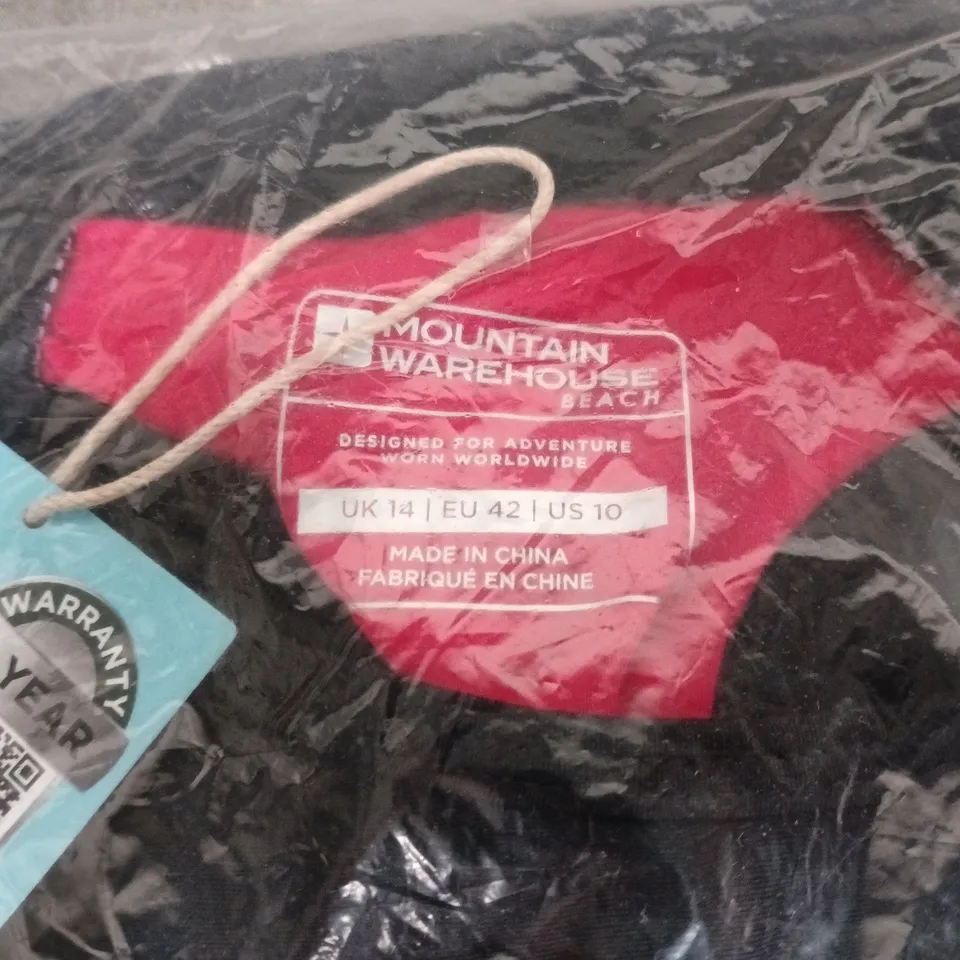 MOUNTAIN
WAREHOUSE
BEACH
DESIGNED FOR ADVENTURE
WORN WORLDWIDE
UK 14 | EU 42 | US 10
MADE IN CHINA
FABRIQUÉ EN CHINE
WARRANTY
YEAR